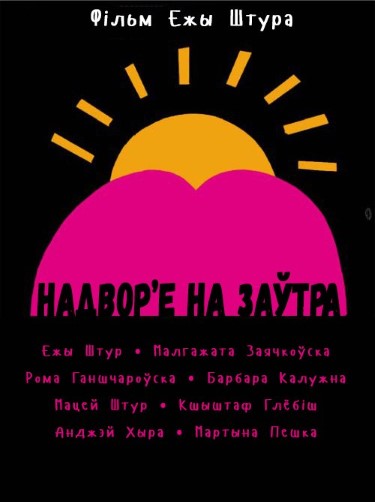 Фільм Ежы Штура
НАДВОР'Е НА ЗАЎТРА
Ежы Штур • Малгажата Заячкоўска
Рома Ганшчароўска • Барбара Калужна
Мацей Штур • Кшыштаф Глёбіш
Анджэй Хыра • Мартына Пешка